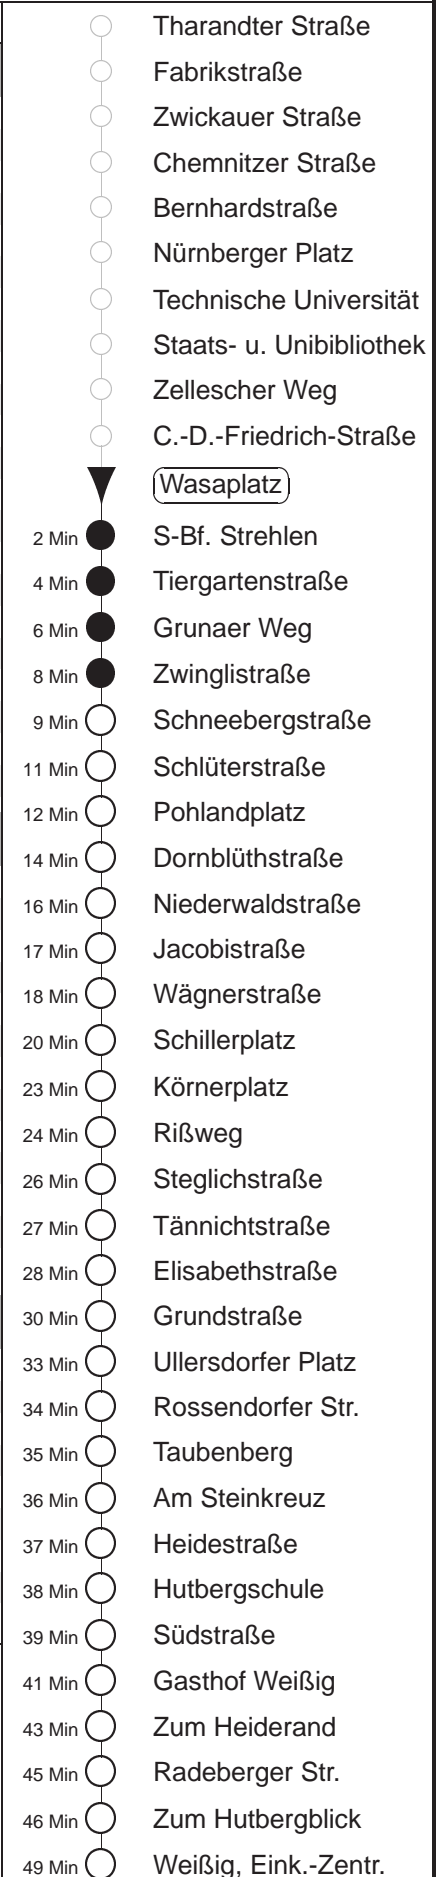 Tharandter Straße
Fabrikstraße
Zwickauer Straße
Chemnitzer Straße
Bernhardstraße
Nürnberger Platz
Technische Universität
Staats- u. Unibibliothek
Zellescher Weg
C.-D.-Friedrich-Straße
Wasaplatz
2 Min S-Bf. Strehlen
4 Min Tiergartenstraße
6 Min Grunaer Weg
8 Min Zwinglistraße
9 Min Schneebergstraße
11 Min Schlüterstraße
12 Min Pohlandplatz
14 Min Dornblüthstraße
16 Min Niederwaldstraße
17 Min Jacobistraße
18 Min Wägnerstraße
20 Min Schillerplatz
23 Min Körnerplatz
24 Min Rißweg
26 Min Steglichstraße
27 Min Tännichtstraße
28 Min Elisabethstraße
30 Min Grundstraße
33 Min Ullersdorfer Platz
34 Min Rossendorfer Str.
35 Min Taubenberg
36 Min Am Steinkreuz
37 Min Heidestraße
38 Min Hutbergschule
39 Min Südstraße
41 Min Gasthof Weißig
43 Min Zum Heiderand
45 Min Radeberger Str.
46 Min Zum Hutbergblick
49 Min Weißig, Eink.-Zentr.